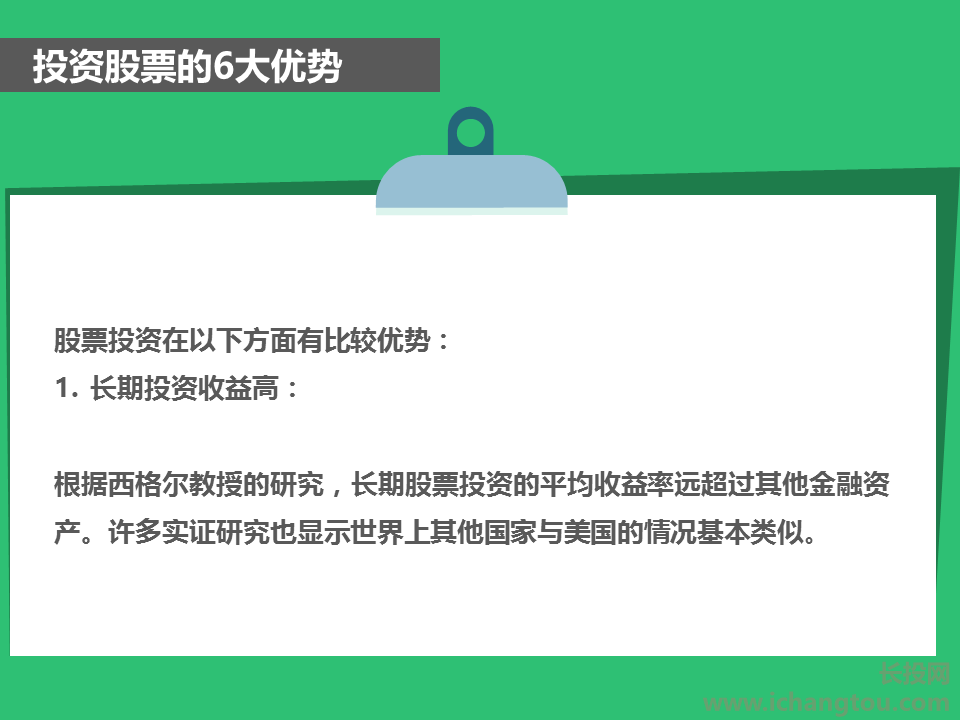 投资股票的6大优势
股票投资在以下方面有比较优势：
1. 长期投资收益高：
根据西格尔教授的研究，长期股票投资的平均收益率远超过其他金融资
产。许多实证研究也显示世界上其他国家与美国的情况基本类似。
长投网
www.ichangtou.com